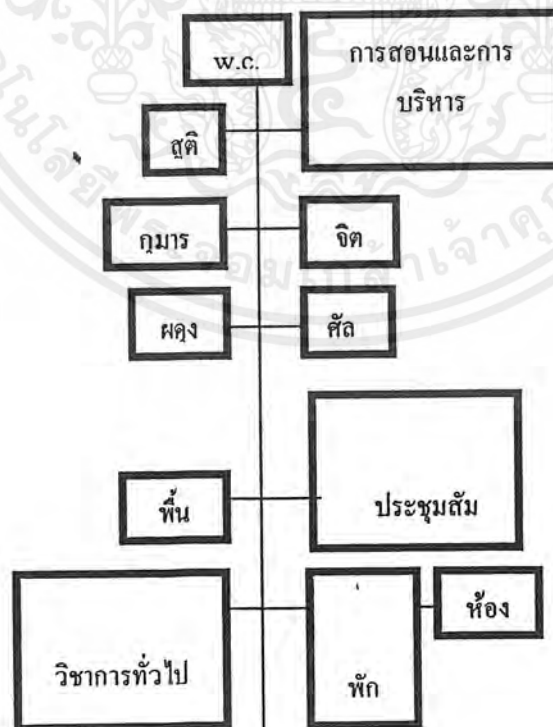 w.c.
การสอนและการ
บริหาร
สูติ
กุมาร
จิต
ผดุง
ศัล
พื้น
ประชุมสัม
ห้อง
วิชาการทั่วไป
พัก